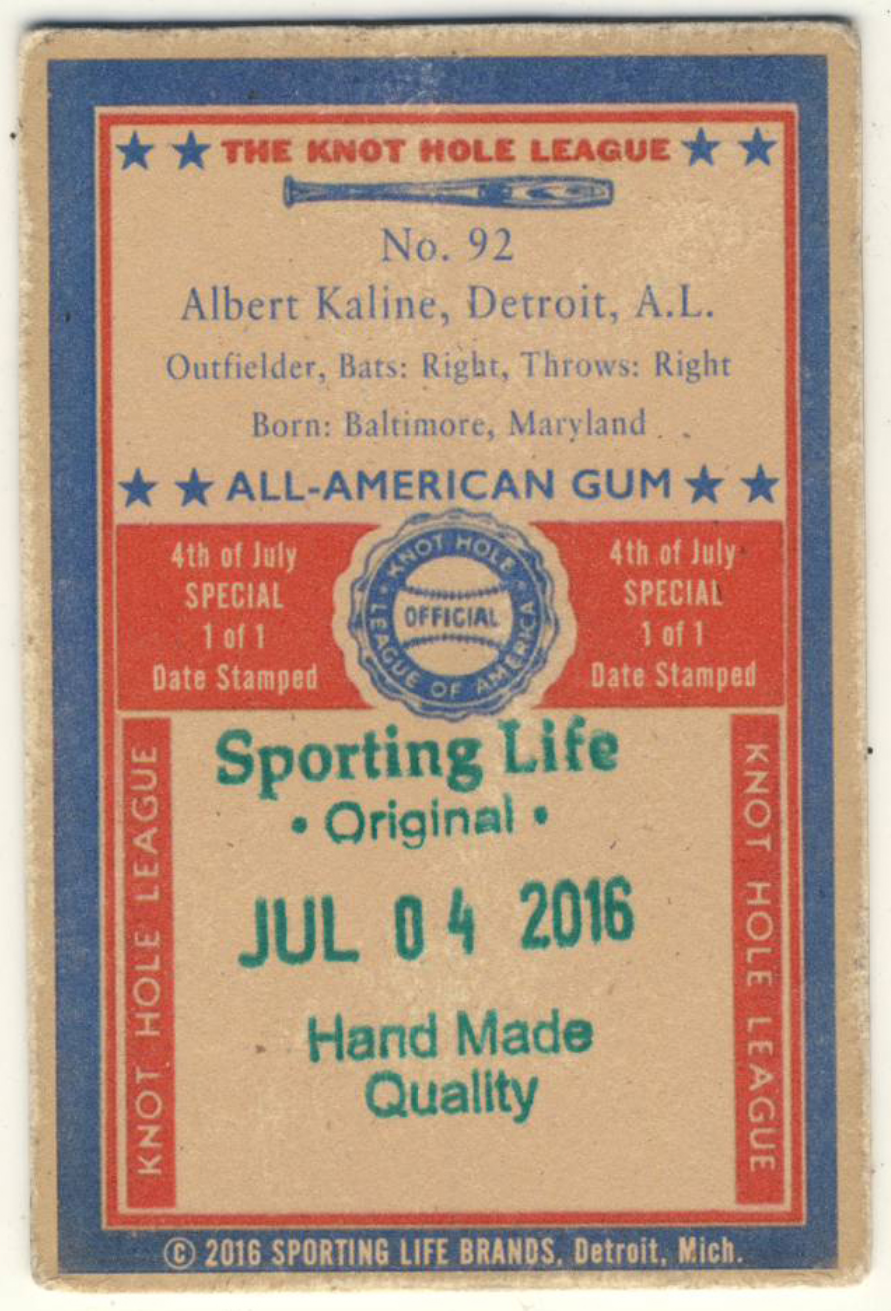 THE KNOT HOLE LEAGUE
No. 92
Albert Kaline, Detroit, A.L.
Outfielder, Bats: Right, Throws: Right
Born: Baltimore, Maryland
ALL-AMERICAN GUM
4th of July
SPECIAL
1 of 1
Date Stamped
KNOT HOLE
OFFICIAL
LEAGUE OF AMERICA
4th of July
SPECIAL
1 of 1
Date Stamped
KNOT HOLE LEAGUE
Sporting Life
• Original •
JUL 04 2016
Hand Made
Quality
KNOT HOLE LEAGUE
© 2016 SPORTING LIFE BRANDS, Detroit, Mich.